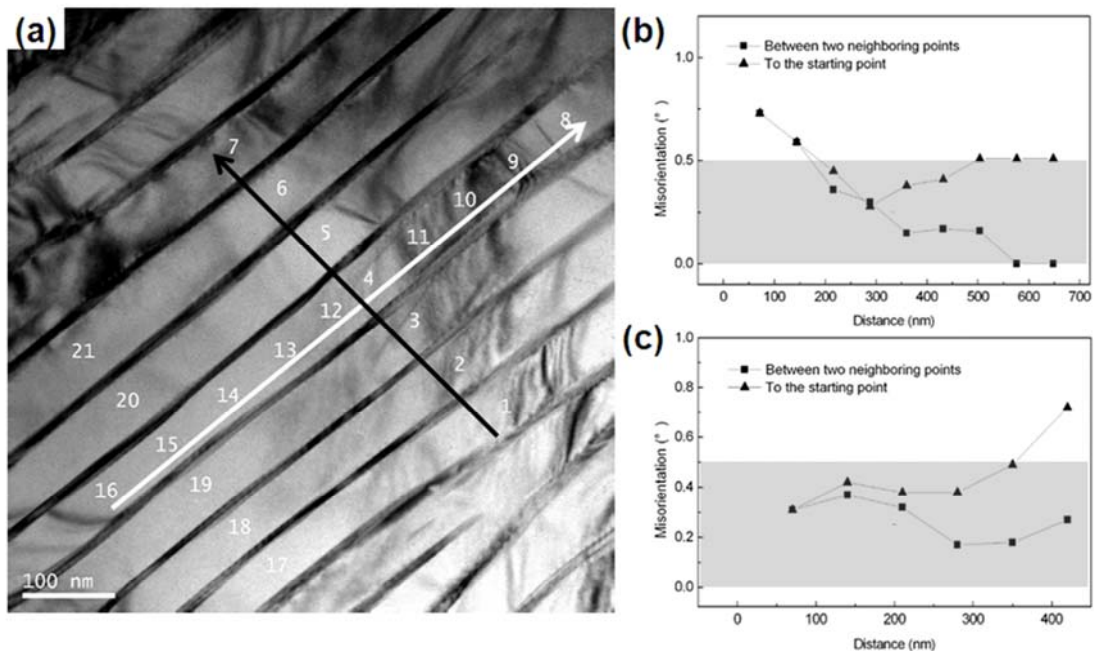 (a)
7
8
9
6
10
5
11
4
12
3
13
2
21
14
1
20
15
16
19
18
17
100 nm
(b)
Between two neighboring points
To the starting point
Misorientation (°)
1.0
0.5
0.0
0 100 200 300 400 500 600 700
Distance (nm)
(c)
Between two neighboring points
To the starting point
Misorientation (°)
1.0
0.8
0.6
0.4
0.2
0.0
0 100 200 300 400
Distance (nm)